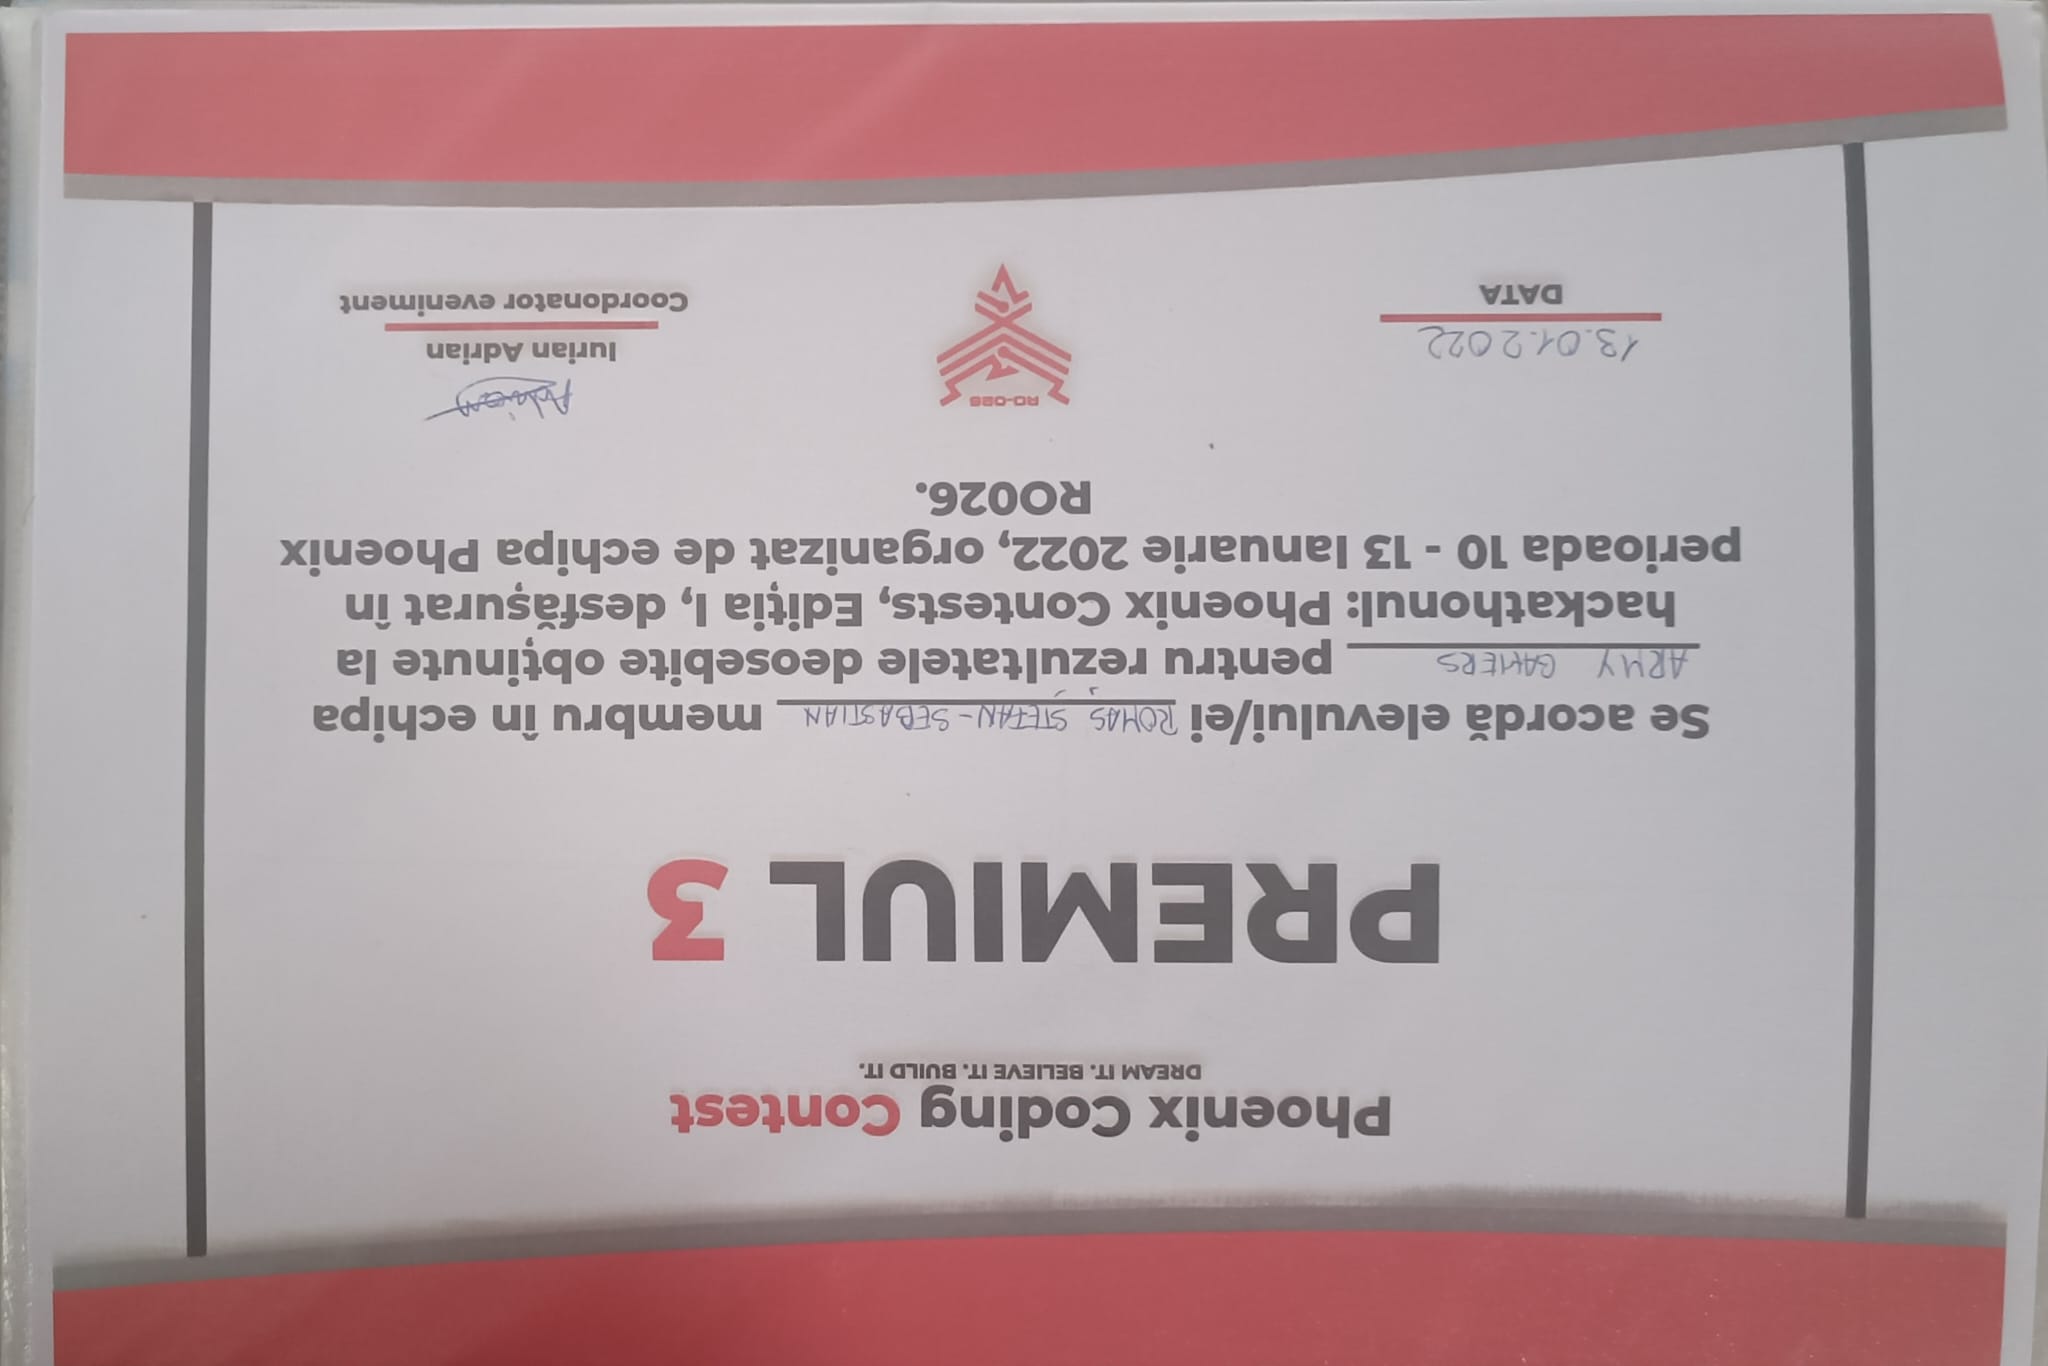 Phoenix Coding Contest
DREAM IT. BELIEVE IT. BUILD IT.
PREMIUL 3
Se acordă elevului/ei ROMAȘ ȘTEFAN-SEBASTIAN membru în echipa
ARMY GAMERS pentru rezultatele deosebite obținute la
hackathonul: Phoenix Contests, Ediția I, desfășurat în
perioada 10 - 13 Ianuarie 2022, organizat de echipa Phoenix
RO026.
RO-026
Adrian
13.01.2022
Iurian Adrian
DATA
Coordonator eveniment